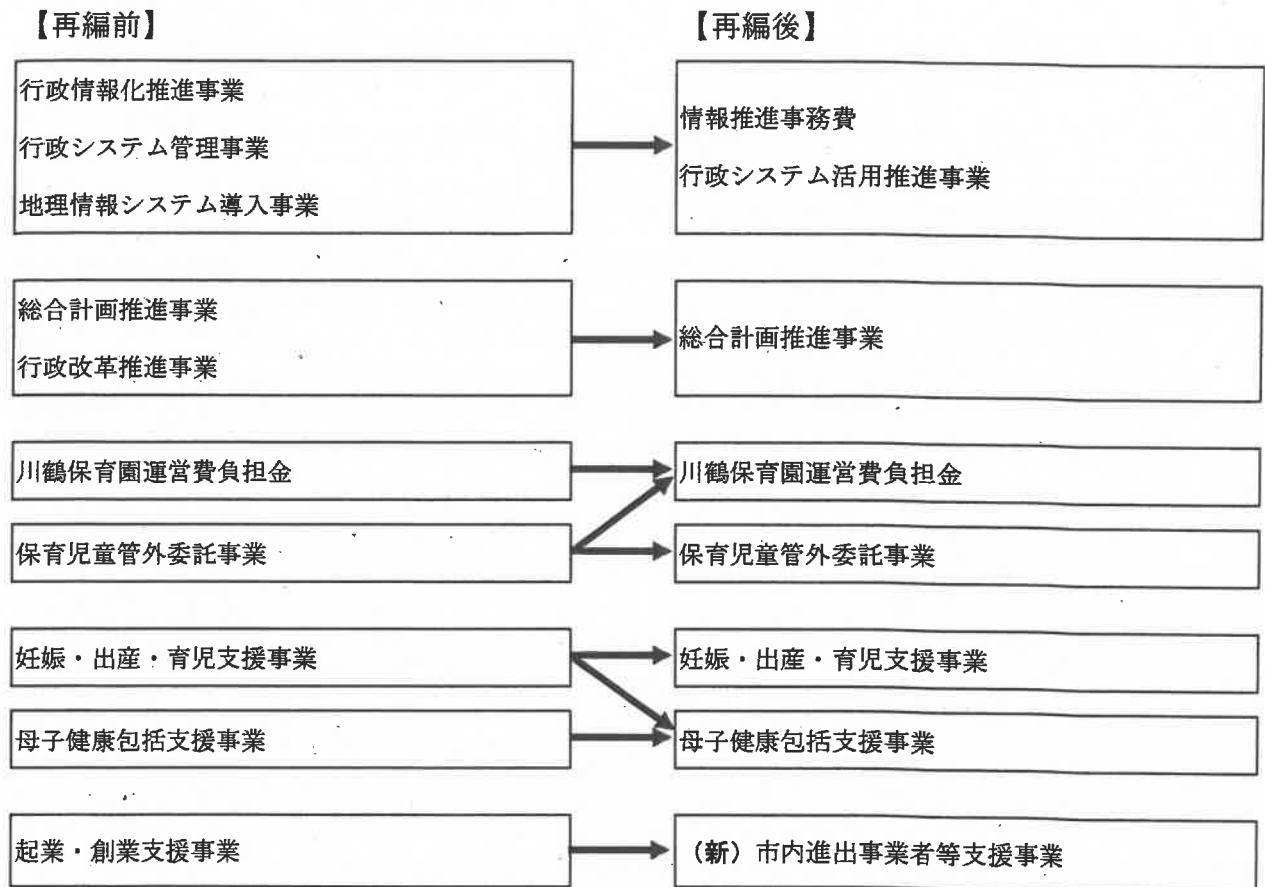 【再編前】
【再編後】
行政情報化推進事業
行政システム管理事業
地理情報システム導入事業
情報推進事務費
行政システム活用推進事業
総合計画推進事業
行政改革推進事業
総合計画推進事業
川鶴保育園運営費負担金
川鶴保育園運営費負担金
保育児童管外委託事業
保育児童管外委託事業
妊娠・出産・育児支援事業
妊娠・出産・育児支援事業
母子健康包括支援事業
母子健康包括支援事業
起業・創業支援事業
（新）市内進出事業者等支援事業